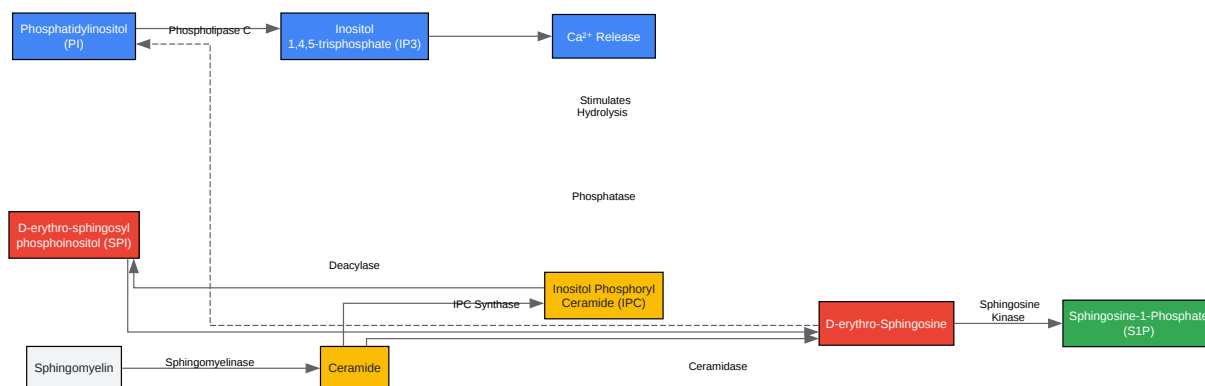 Phosphatidylinositol
(PI)
Phospholipase C
Inositol
1,4,5-trisphosphate (IP3)
Ca²⁺ Release
Stimulates
Hydrolysis
Phosphatase
D-erythro-sphingosyl
phosphoinositol (SPI)
Deacylase
Inositol Phosphoryl
Ceramide (IPC)
IPC Synthase
D-erythro-Sphingosine
Sphingosine
Kinase
Sphingosine-1-Phosphate
(S1P)
Sphingomyelin
Sphingomyelinase
Ceramide
Ceramidase